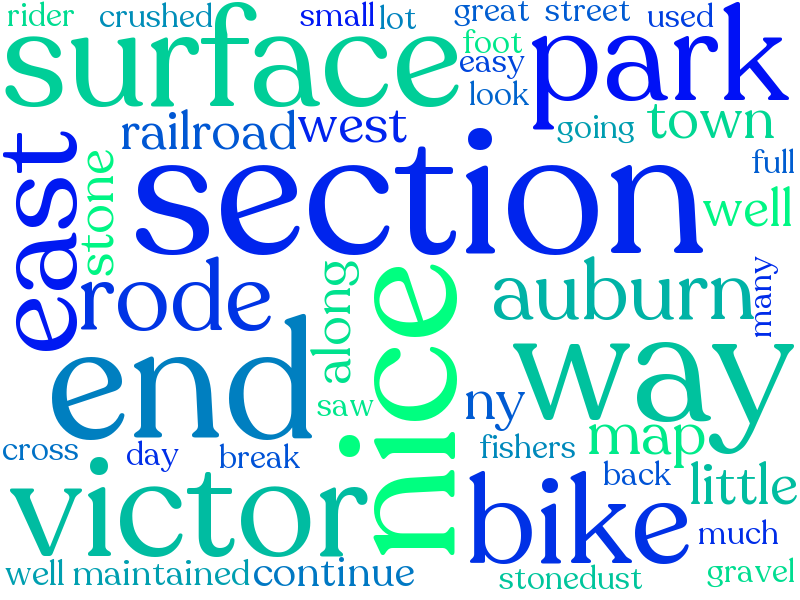 rider
crushed
small
lot
great
street
used
surface
foot
easy
look
park
railroad
west
going
town
east
stone
section
full
well
rode
along
nice
auburn
many
end
saw
ny
way
cross
day
break
fishers
map
victor
bike
back
little
much
well maintained
continue
stonedust
gravel